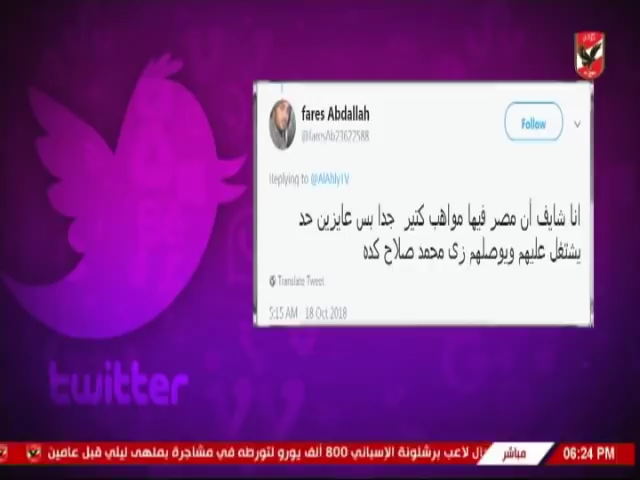 fares Abdallah
@faresAb23622588
Follow
Replying to @AlAhlyTV
انا شايف أن مصر فيها مواهب كتير جدا بس عايزين حد
يشتغل عليهم ويوصلهم زى محمد صلاح كده
Translate Tweet
5:15 AM 18 Oct 2018
twitter
ال لاعب برشلونة الإسباني 800 ألف يورو لتورطه في مشاجرة بملهى ليلي قبل عامين
مباشر
06:24 PM